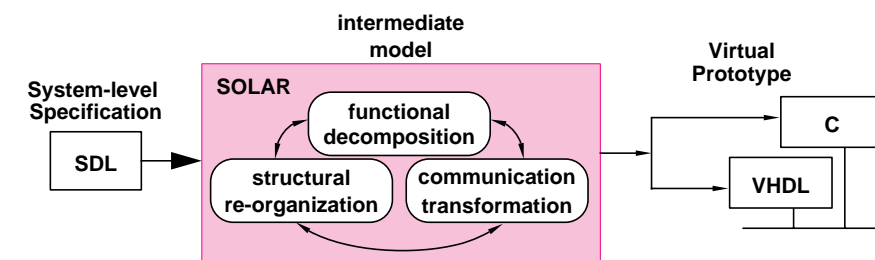 intermediate
model
System-level
Specification
SDL
SOLAR
functional
decomposition
structural
re-organization
communication
transformation
Virtual
Prototype
C
VHDL